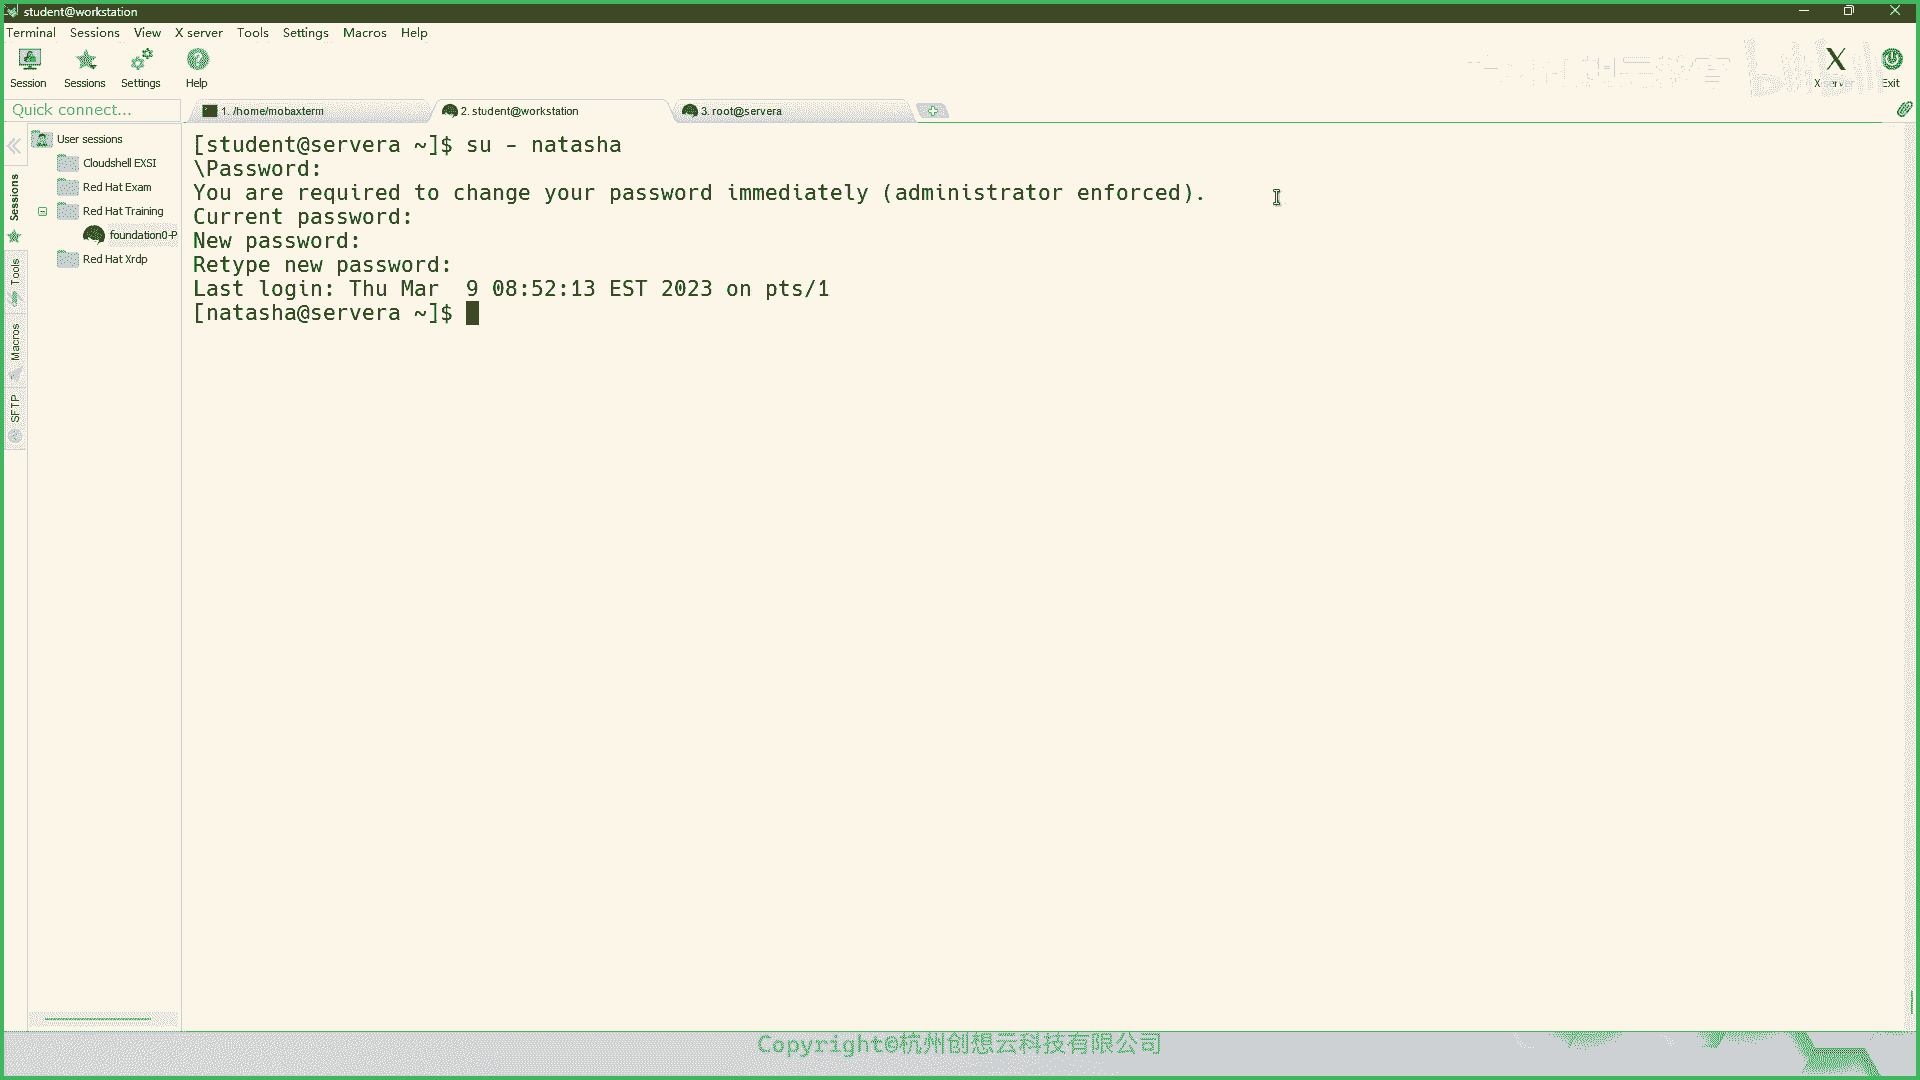 student@workstation
Terminal Sessions View X server Tools Settings Macros Help
Session Sessions Settings Help
X server Exit
Quick connect...
1. /home/mobaxterm
2. student@workstation
3. root@servera
User sessions
Cloudshell EXSI
Red Hat Exam
Red Hat Training
foundation0-P
Red Hat Xrdp
Sessions
Tools
Macros
SFTP
[student@servera ~]$ su - natasha
\Password:
You are required to change your password immediately (administrator enforced).
Current password:
New password:
Retype new password:
Last login: Thu Mar  9 08:52:13 EST 2023 on pts/1
[natasha@servera ~]$
Copyright©杭州创想云科技有限公司